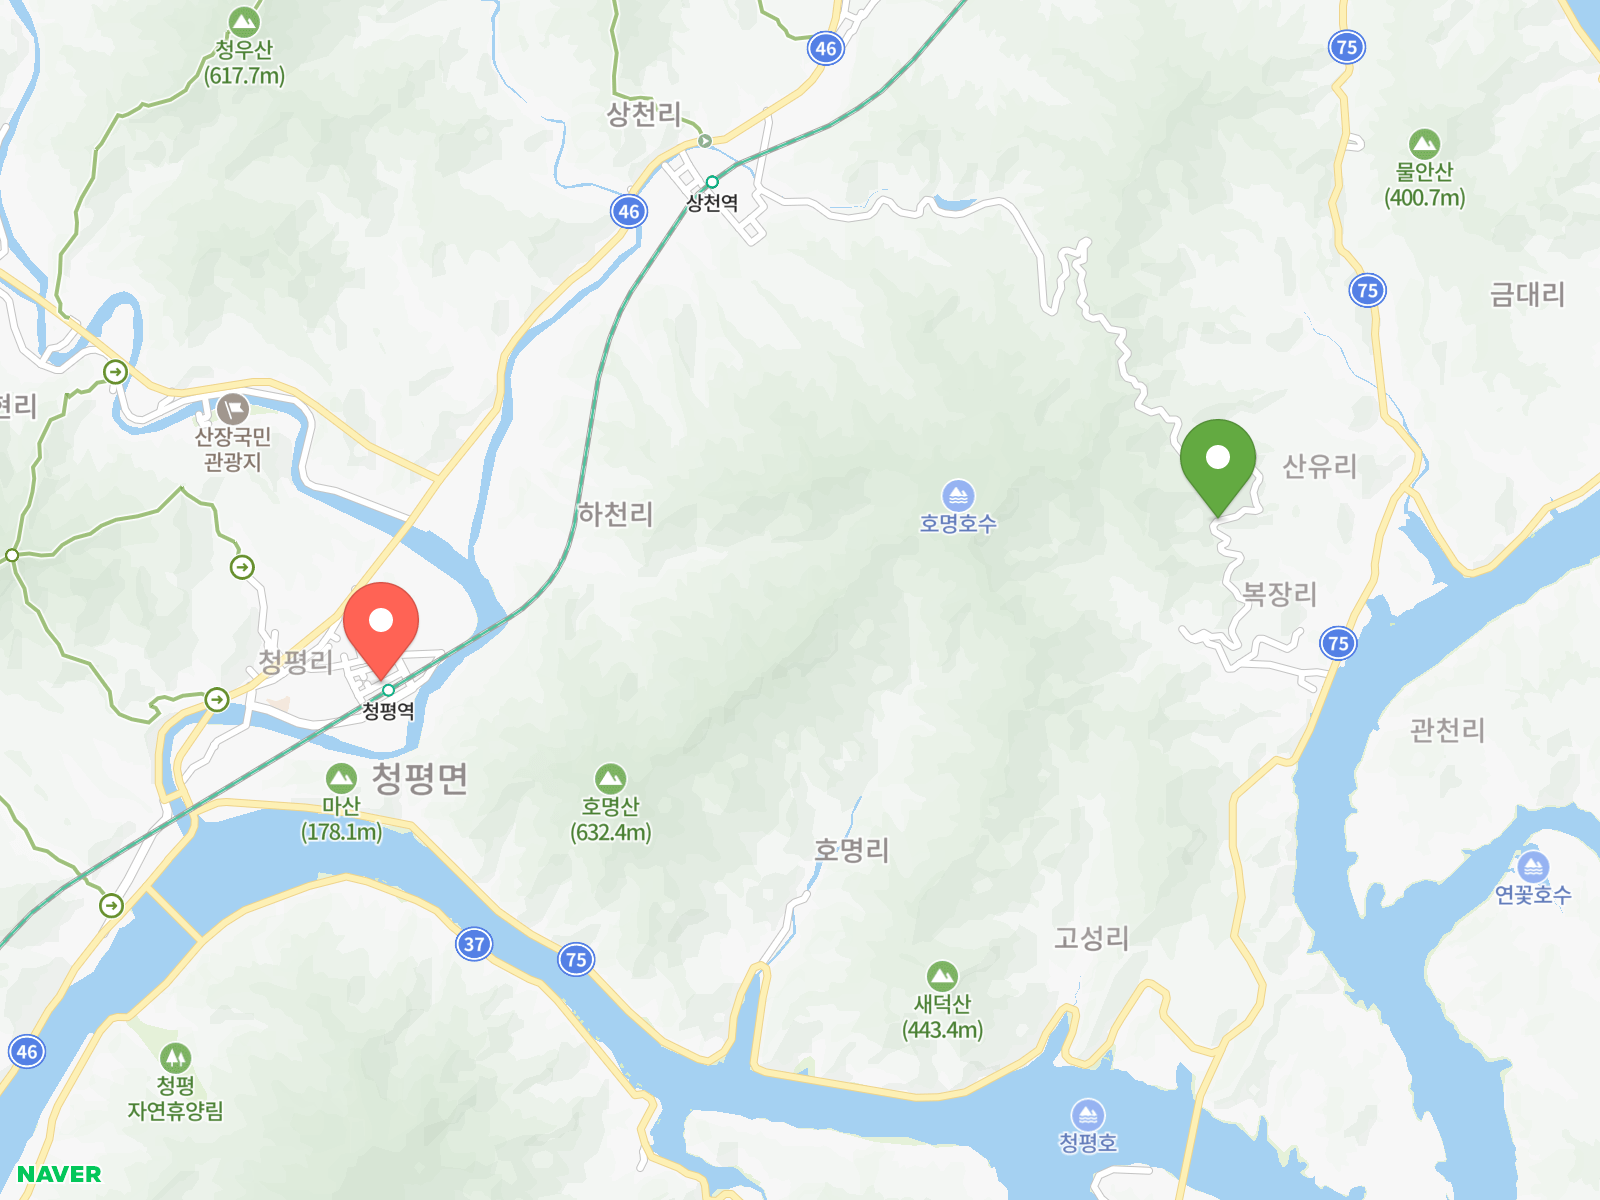 청우산
(617.7m)
46
75
상천리
물안산
(400.7m)
46
상천역
75
금대리
현리
산장국민
관광지
산유리
하천리
호명호수
복장리
75
청평리
청평역
관천리
마산
(178.1m)
청평면
호명산
(632.4m)
호명리
연꽃호수
37
75
고성리
새덕산
(443.4m)
46
청평
자연휴양림
청평호
NAVER